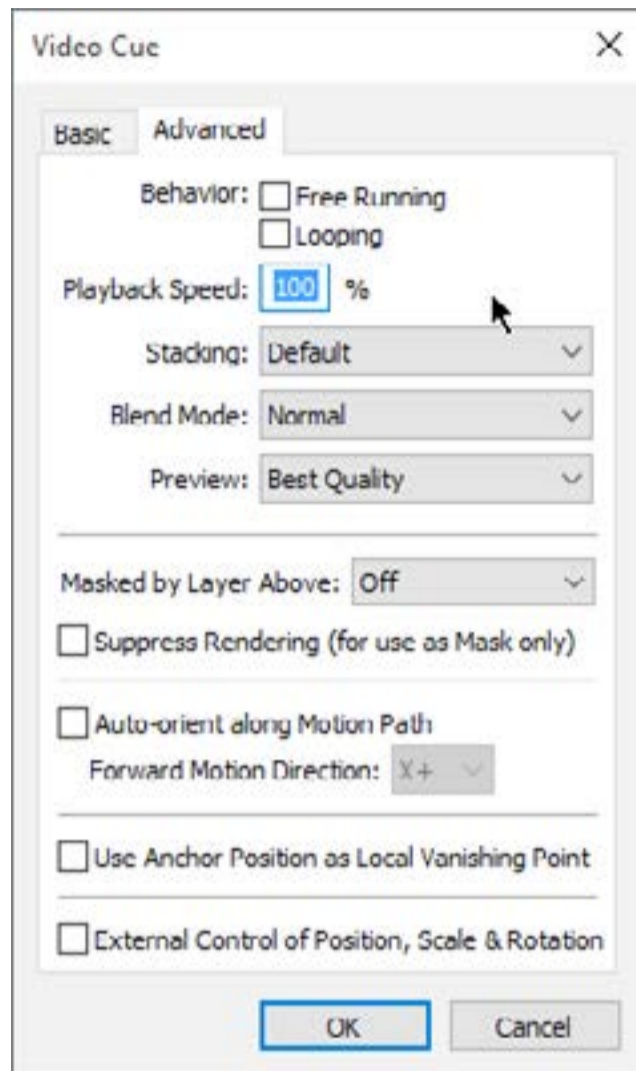 Video Cue
Basic Advanced
Behavior: Free Running
Looping
Playback Speed: 100 %
Stacking: Default
Blend Mode: Normal
Preview: Best Quality
Masked by Layer Above: Off
Suppress Rendering (for use as Mask only)
Auto-orient along Motion Path
Forward Motion Direction: X+
Use Anchor Position as Local Vanishing Point
External Control of Position, Scale & Rotation
OK Cancel